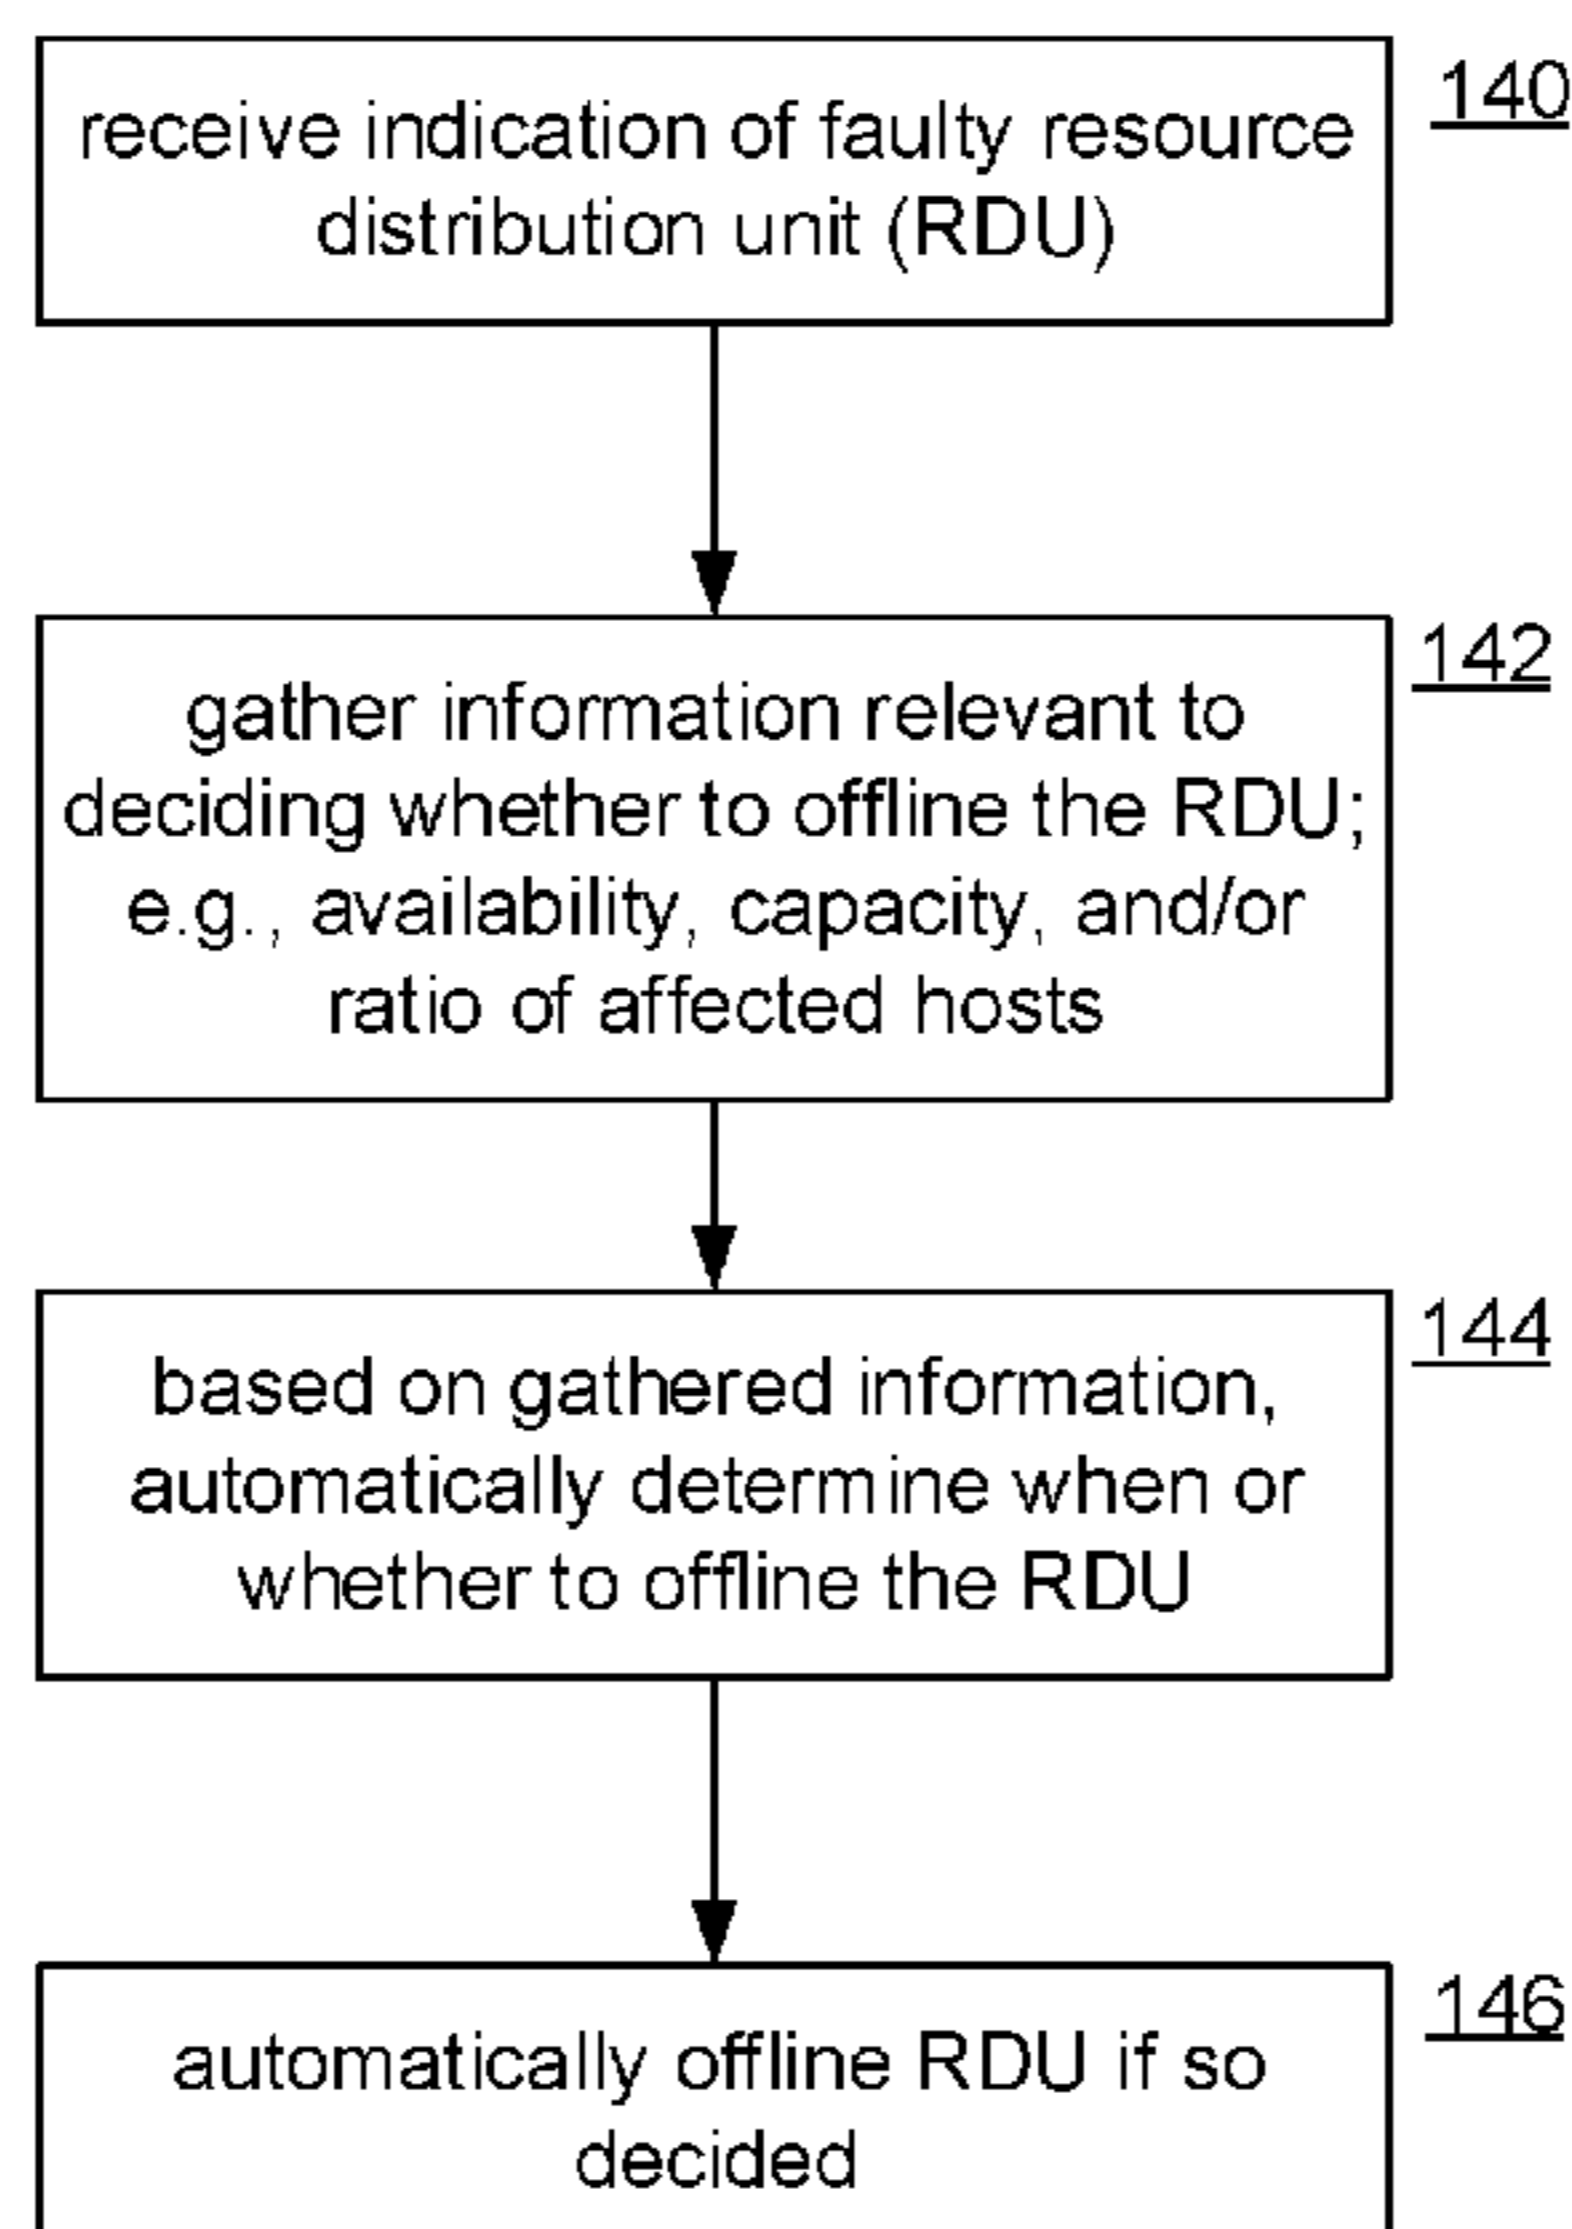 receive indication of faulty resource
distribution unit (RDU)
140
gather information relevant to
deciding whether to offline the RDU;
e.g., availability, capacity, and/or
ratio of affected hosts
142
based on gathered information,
automatically determine when or
whether to offline the RDU
144
automatically offline RDU if so
decided
146